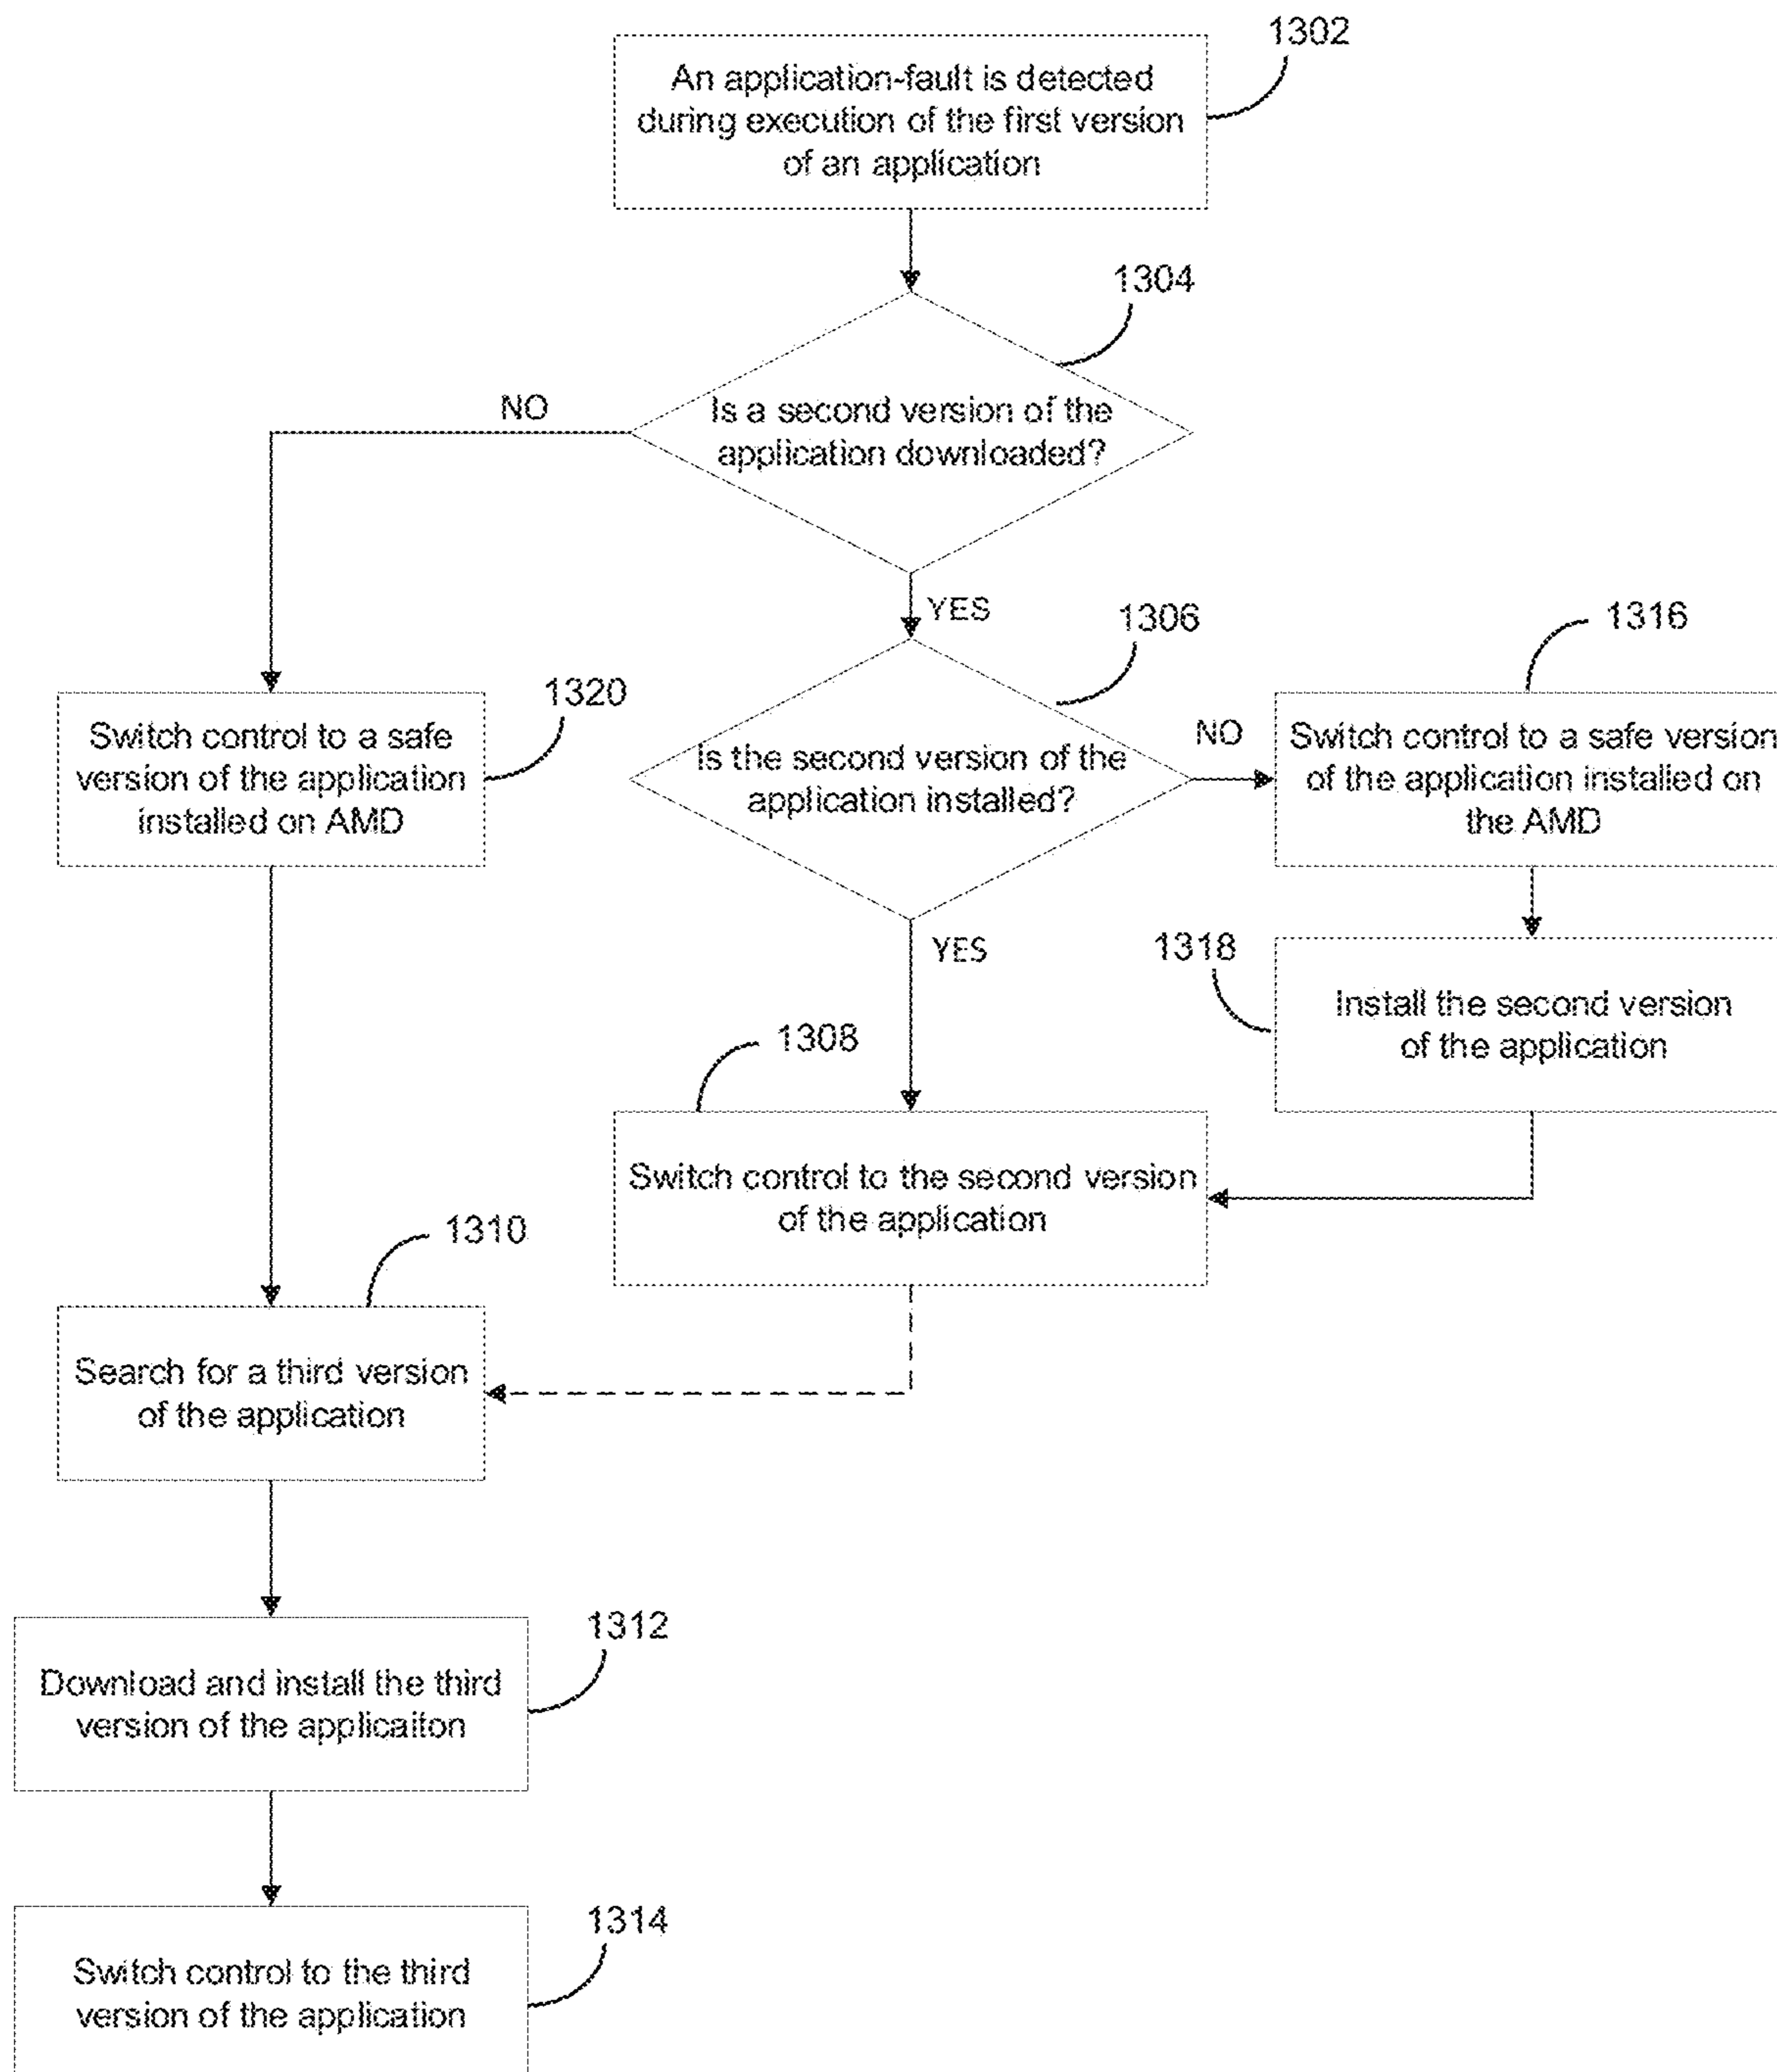 1302
An application-fault is detected
during execution of the first version
of an application
1304
NO
Is a second version of the
application downloaded?
YES
1306
1316
1320
Switch control to a safe
version of the application
installed on AMD
Is the second version of the
application installed?
NO
Switch control to a safe version
of the application installed on
the AMD
YES
1318
Install the second version
of the application
1308
Switch control to the second version
of the application
1310
Search for a third version
of the application
1312
Download and install the third
version of the applicaiton
1314
Switch control to the third
version of the application